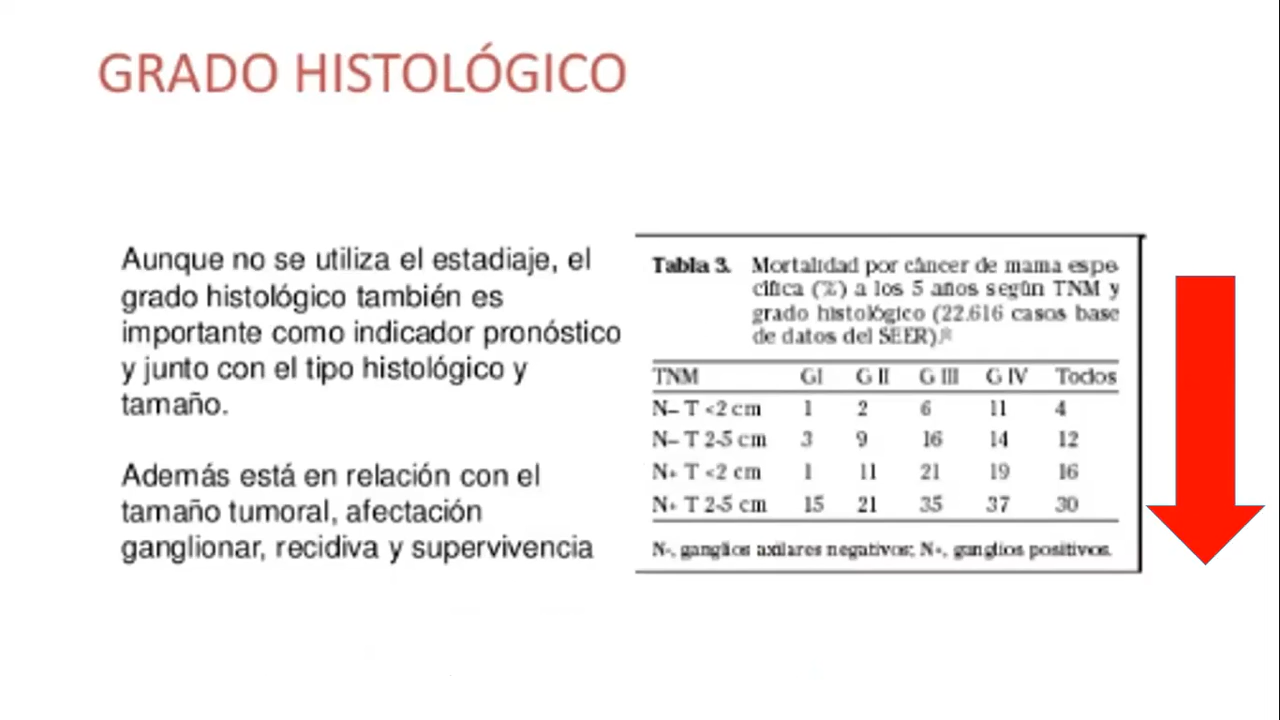 GRADO HISTOLÓGICO
Aunque no se utiliza el estadiaje, el
grado histológico también es
importante como indicador pronóstico
y junto con el tipo histológico y
tamaño.
Además está en relación con el
tamaño tumoral, afectación
ganglionar, recidiva y supervivencia
Tabla 3. Mortalidad por cáncer de mama espe-
cífica (%) a los 5 años según TNM y
grado histológico (22.616 casos base
de datos del SEER)
TNM GI G II G III G IV Todos
N– T <2 cm 1 2 6 11 4
N– T 2-5 cm 3 9 16 14 12
N+ T <2 cm 1 11 21 19 16
N+ T 2-5 cm 15 21 35 37 30
N-, ganglios axilares negativos; N+, ganglios positivos.